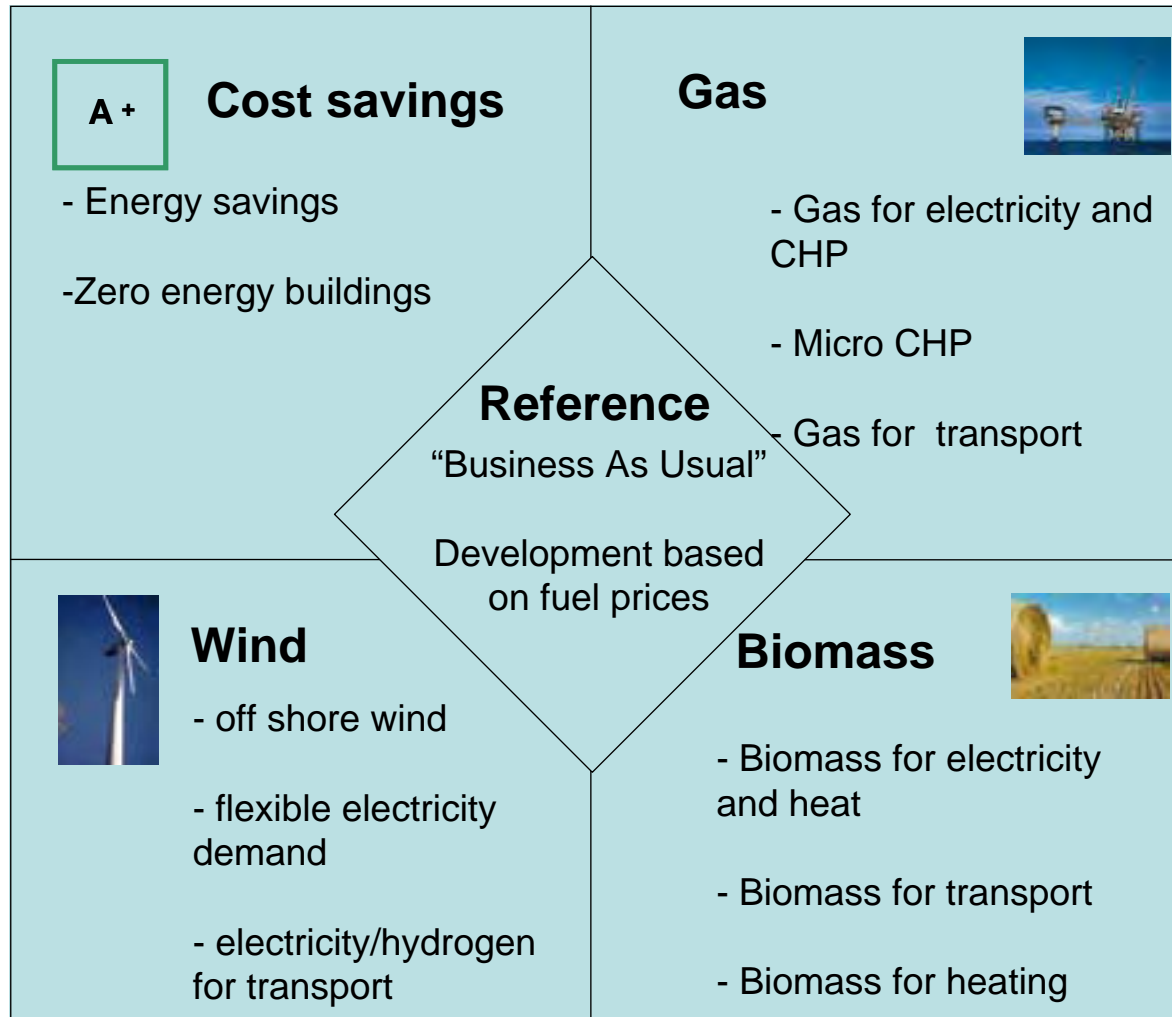 A +
Cost savings
- Energy savings
-Zero energy buildings
Gas
- Gas for electricity and
CHP
- Micro CHP
- Gas for  transport
Reference
“Business As Usual”
Development based
on fuel prices
Wind
- off shore wind
- flexible electricity
demand
- electricity/hydrogen
for transport
Biomass
- Biomass for electricity
and heat
- Biomass for transport
- Biomass for heating